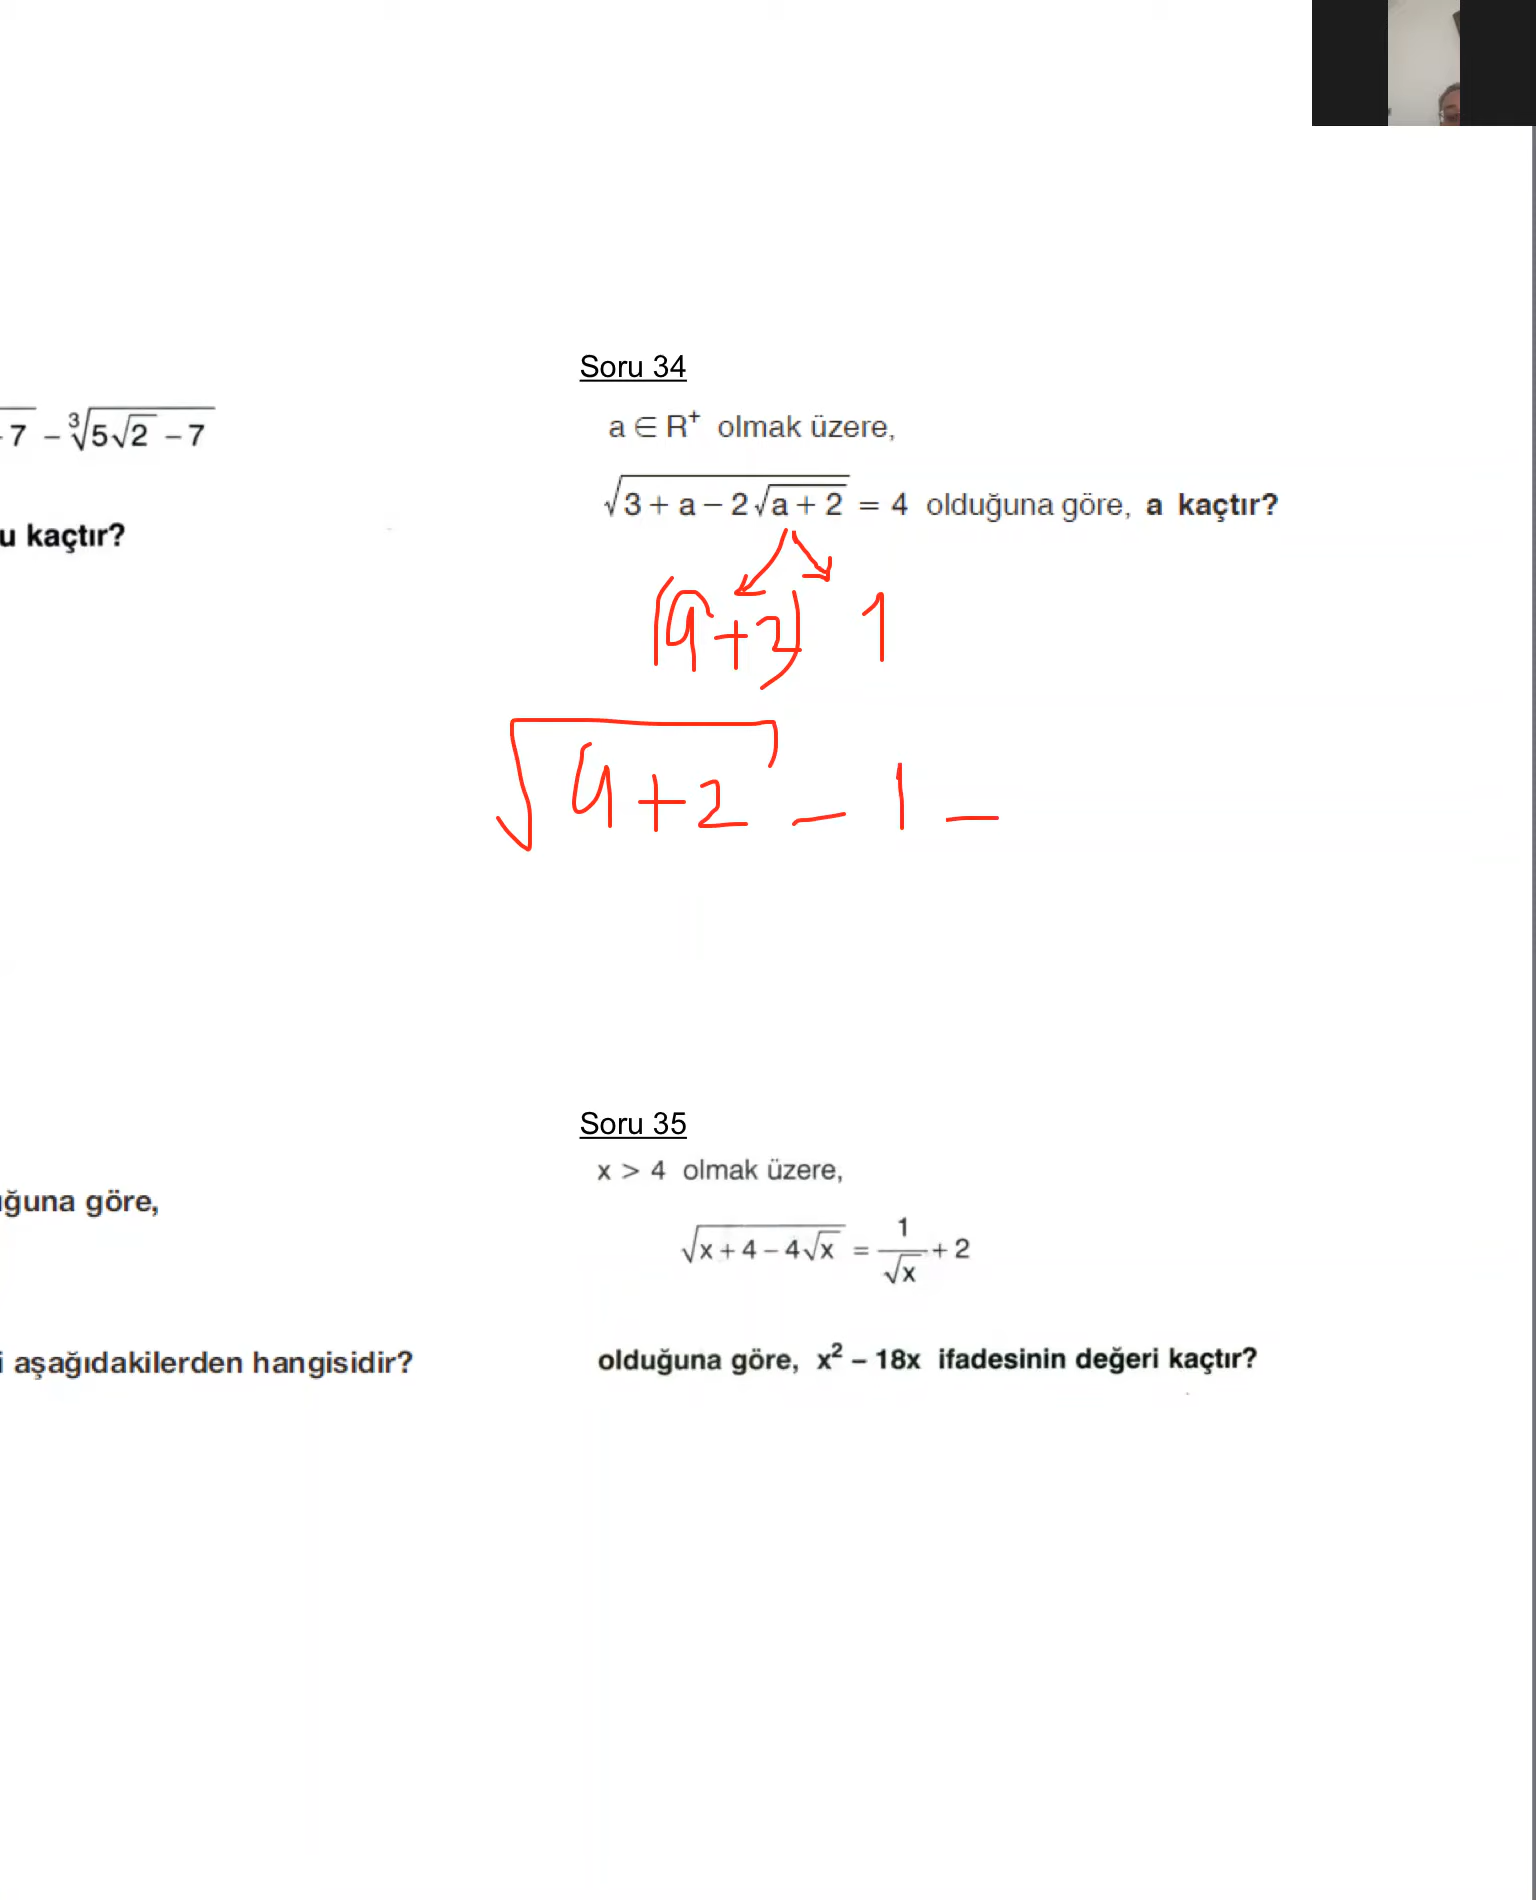 7 − ∛(5√2 − 7)
u kaçtır?
ğuna göre,
i aşağıdakilerden hangisidir?
Soru 34
a ∈ R⁺ olmak üzere,
√(3 + a − 2√(a + 2)) = 4 olduğuna göre, a kaçtır?
(a+2) 1
√(a+2) − 1 −
Soru 35
x > 4 olmak üzere,
√(x + 4 − 4√x) = 1/√x + 2
olduğuna göre, x² − 18x ifadesinin değeri kaçtır?